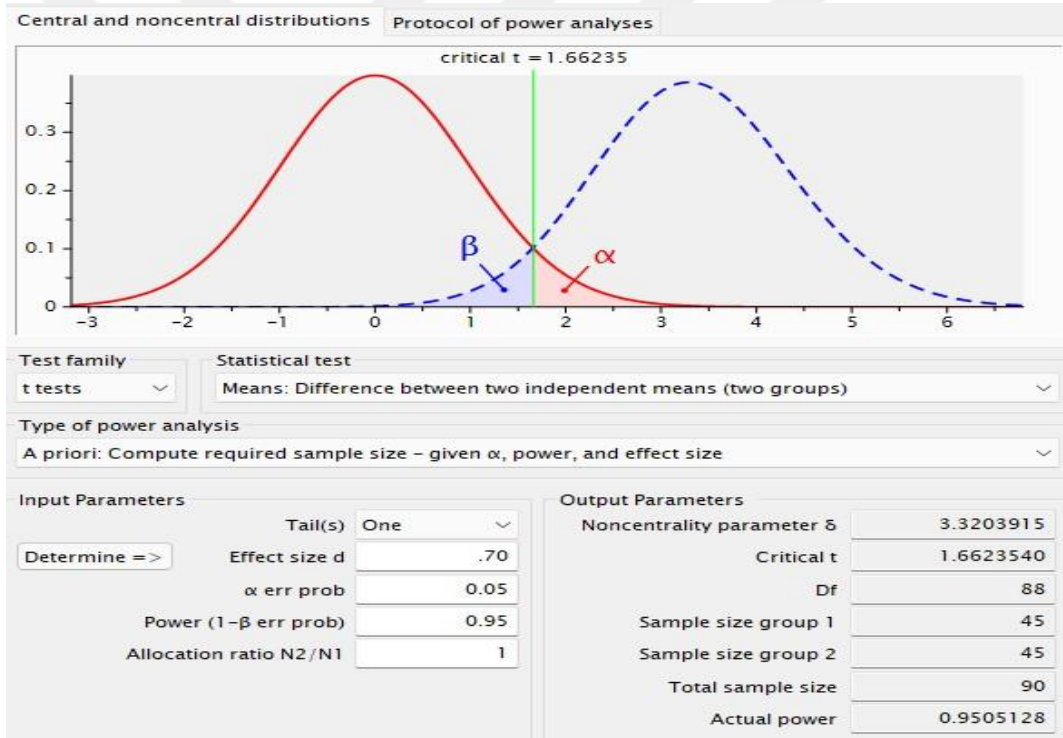 Central and noncentral distributions Protocol of power analyses
critical t = 1.66235
0.3
0.2
0.1
0
β
α
-3 -2 -1 0 1 2 3 4 5 6
Test family Statistical test
t tests Means: Difference between two independent means (two groups)
Type of power analysis
A priori: Compute required sample size - given α, power, and effect size
Input Parameters Output Parameters
Tail(s) One Noncentrality parameter δ 3.3203915
Determine => Effect size d .70 Critical t 1.6623540
α err prob 0.05 Df 88
Power (1-β err prob) 0.95 Sample size group 1 45
Allocation ratio N2/N1 1 Sample size group 2 45
Total sample size 90
Actual power 0.9505128